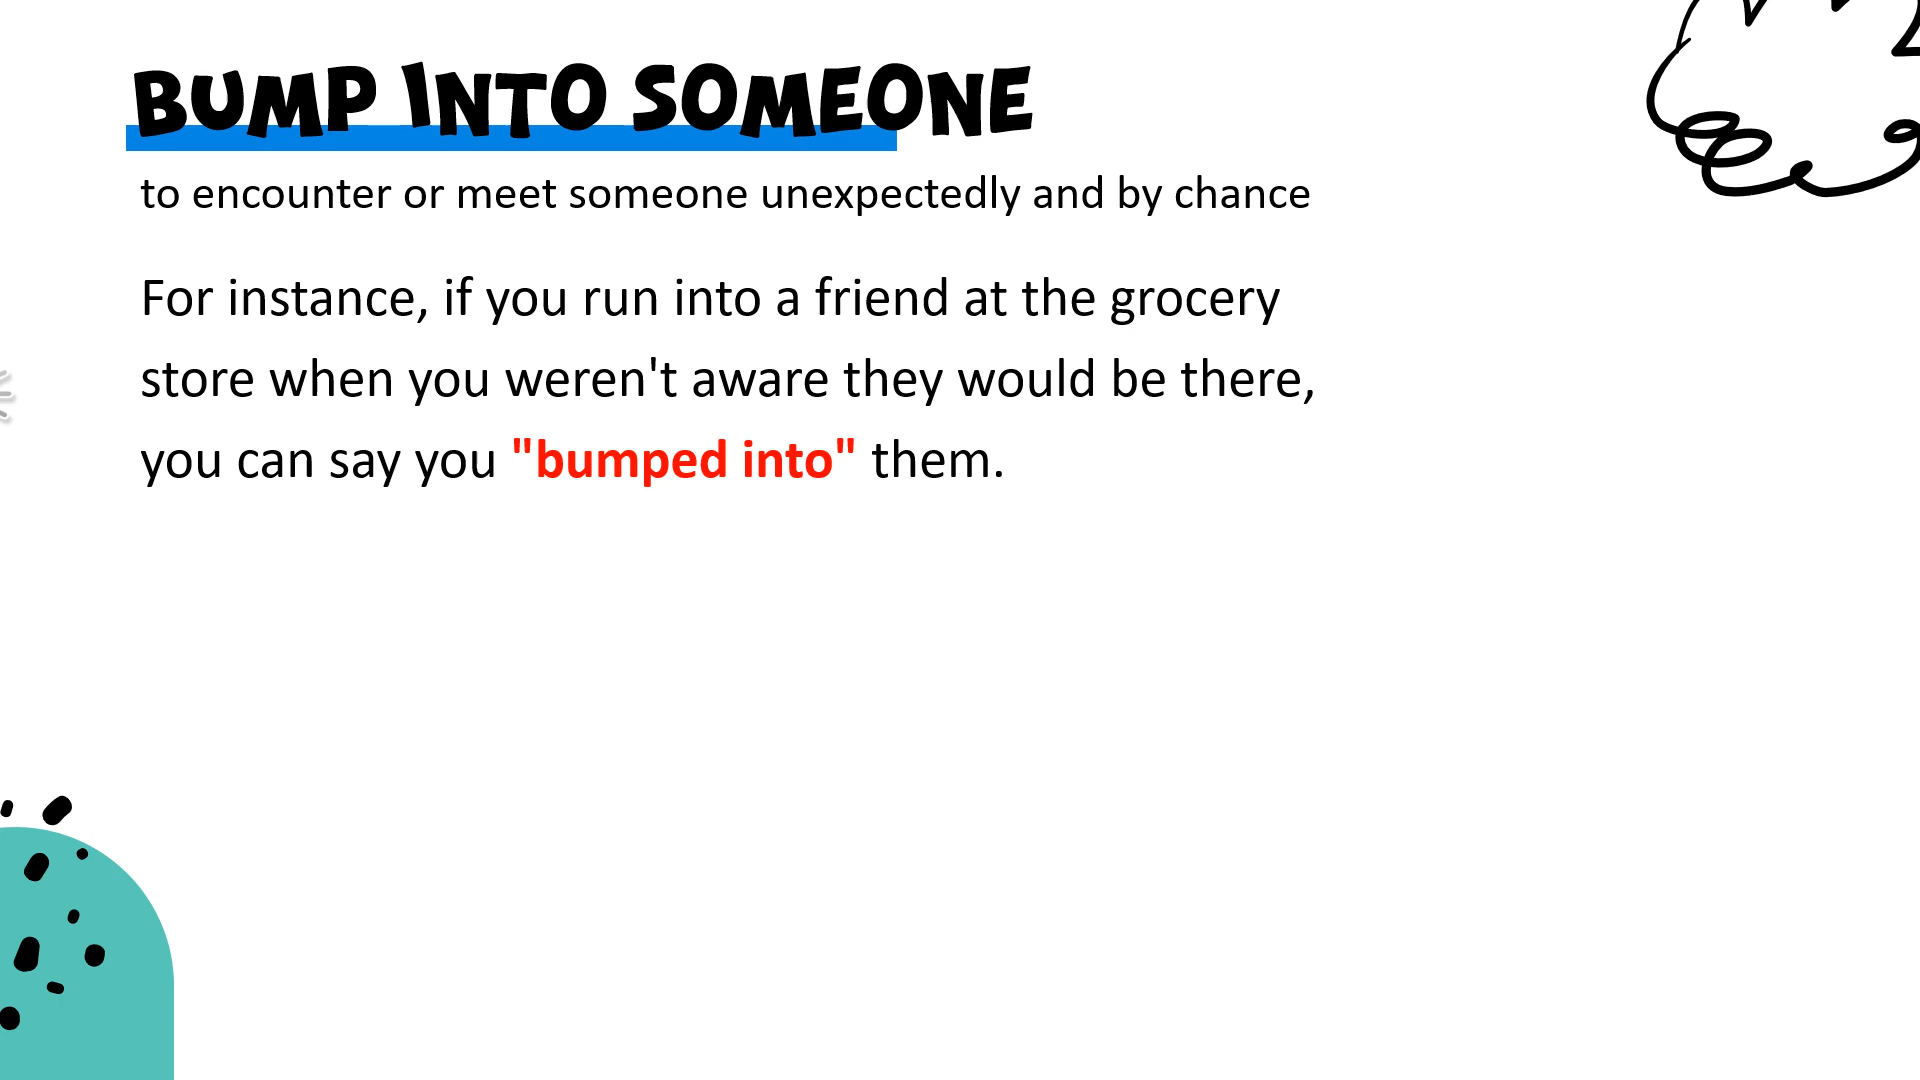 BUMP INTO SOMEONE
to encounter or meet someone unexpectedly and by chance
For instance, if you run into a friend at the grocery
store when you weren't aware they would be there,
you can say you "bumped into" them.